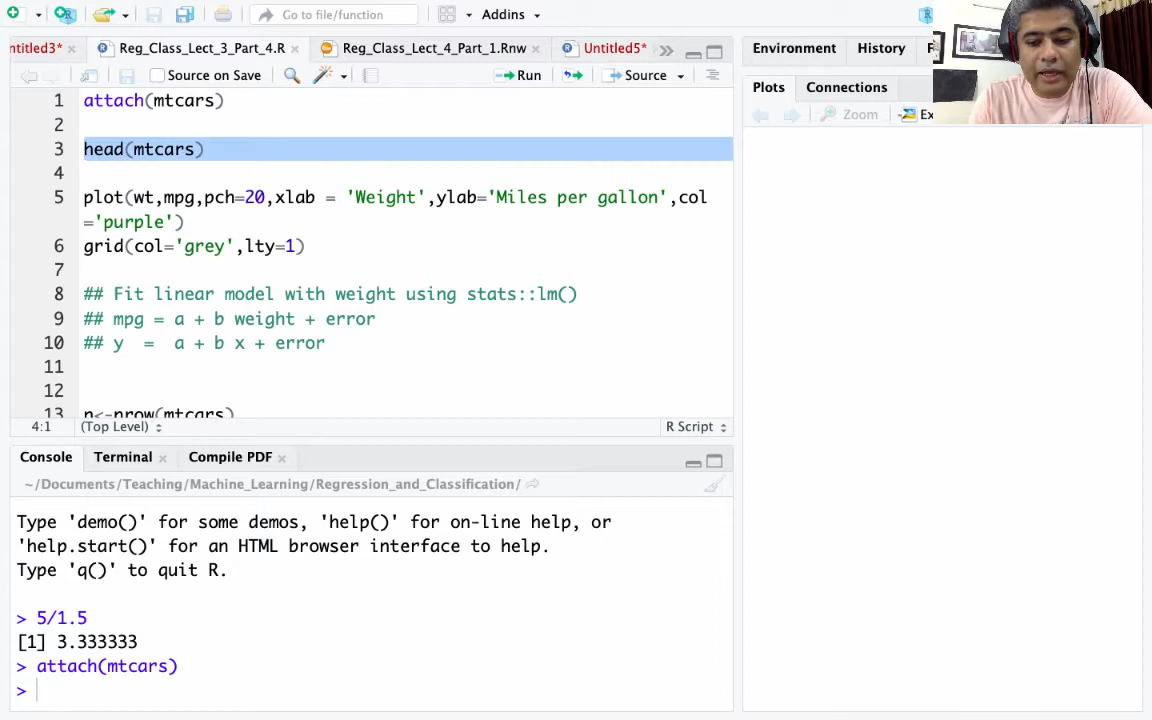 Go to file/function
Addins
ntitled3*
Reg_Class_Lect_3_Part_4.R
Reg_Class_Lect_4_Part_1.Rnw
Untitled5*
Source on Save
Run
Source
1 attach(mtcars)
2
3 head(mtcars)
4
5 plot(wt,mpg,pch=20,xlab = 'Weight',ylab='Miles per gallon',col
='purple')
6 grid(col='grey',lty=1)
7
8 ## Fit linear model with weight using stats::lm()
9 ## mpg = a + b weight + error
10 ## y = a + b x + error
11
12
13 n<-nrow(mtcars)
4:1 (Top Level) R Script
Console Terminal Compile PDF
~/Documents/Teaching/Machine_Learning/Regression_and_Classification/
Type 'demo()' for some demos, 'help()' for on-line help, or
'help.start()' for an HTML browser interface to help.
Type 'q()' to quit R.
> 5/1.5
[1] 3.333333
> attach(mtcars)
>
Environment History
Plots Connections
Zoom Ex